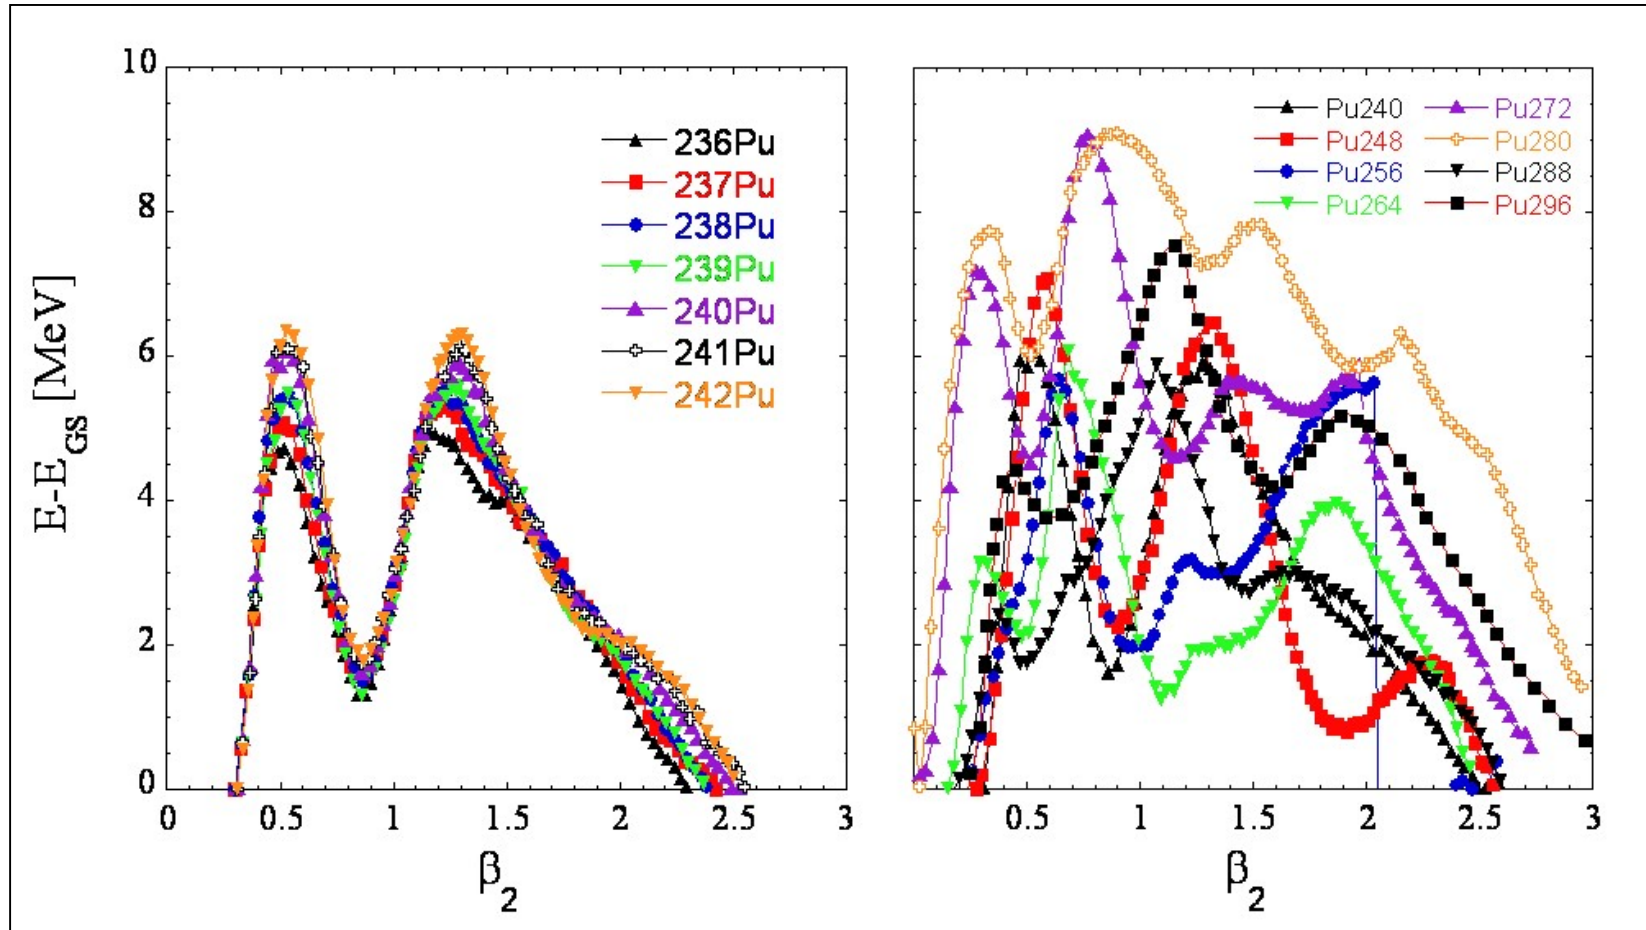 10
8
6
4
2
0
E-E_GS [MeV]
236Pu
237Pu
238Pu
239Pu
240Pu
241Pu
242Pu
0 0.5 1 1.5 2 2.5 3
β_2
Pu240 Pu272
Pu248 Pu280
Pu256 Pu288
Pu264 Pu296
0.5 1 1.5 2 2.5 3
β_2